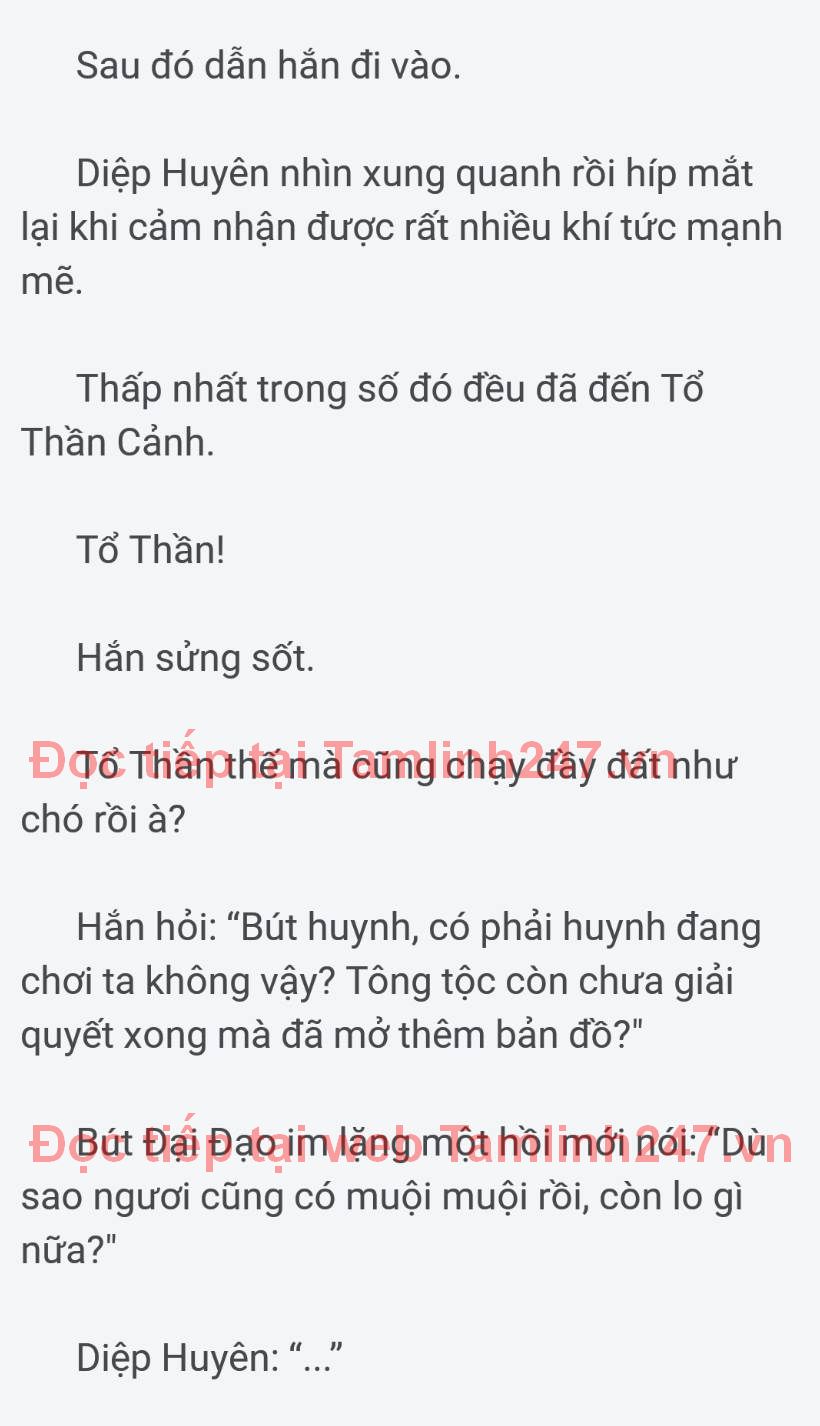 Sau đó dẫn hắn đi vào.
Diệp Huyên nhìn xung quanh rồi híp mắt
lại khi cảm nhận được rất nhiều khí tức mạnh
mẽ.
Thấp nhất trong số đó đều đã đến Tổ
Thần Cảnh.
Tổ Thần!
Hắn sửng sốt.
Đọc tiếp tại Tamlinh247.vn
Tổ Thần thế mà cũng chạy đầy đất như
chó rồi à?
Hắn hỏi: “Bút huynh, có phải huynh đang
chơi ta không vậy? Tông tộc còn chưa giải
quyết xong mà đã mở thêm bản đồ?"
Đọc tiếp tại web Tamlinh247.vn
Bút Đại Đạo im lặng một hồi mới nói: “Dù
sao ngươi cũng có muội muội rồi, còn lo gì
nữa?"
Diệp Huyên: “...”